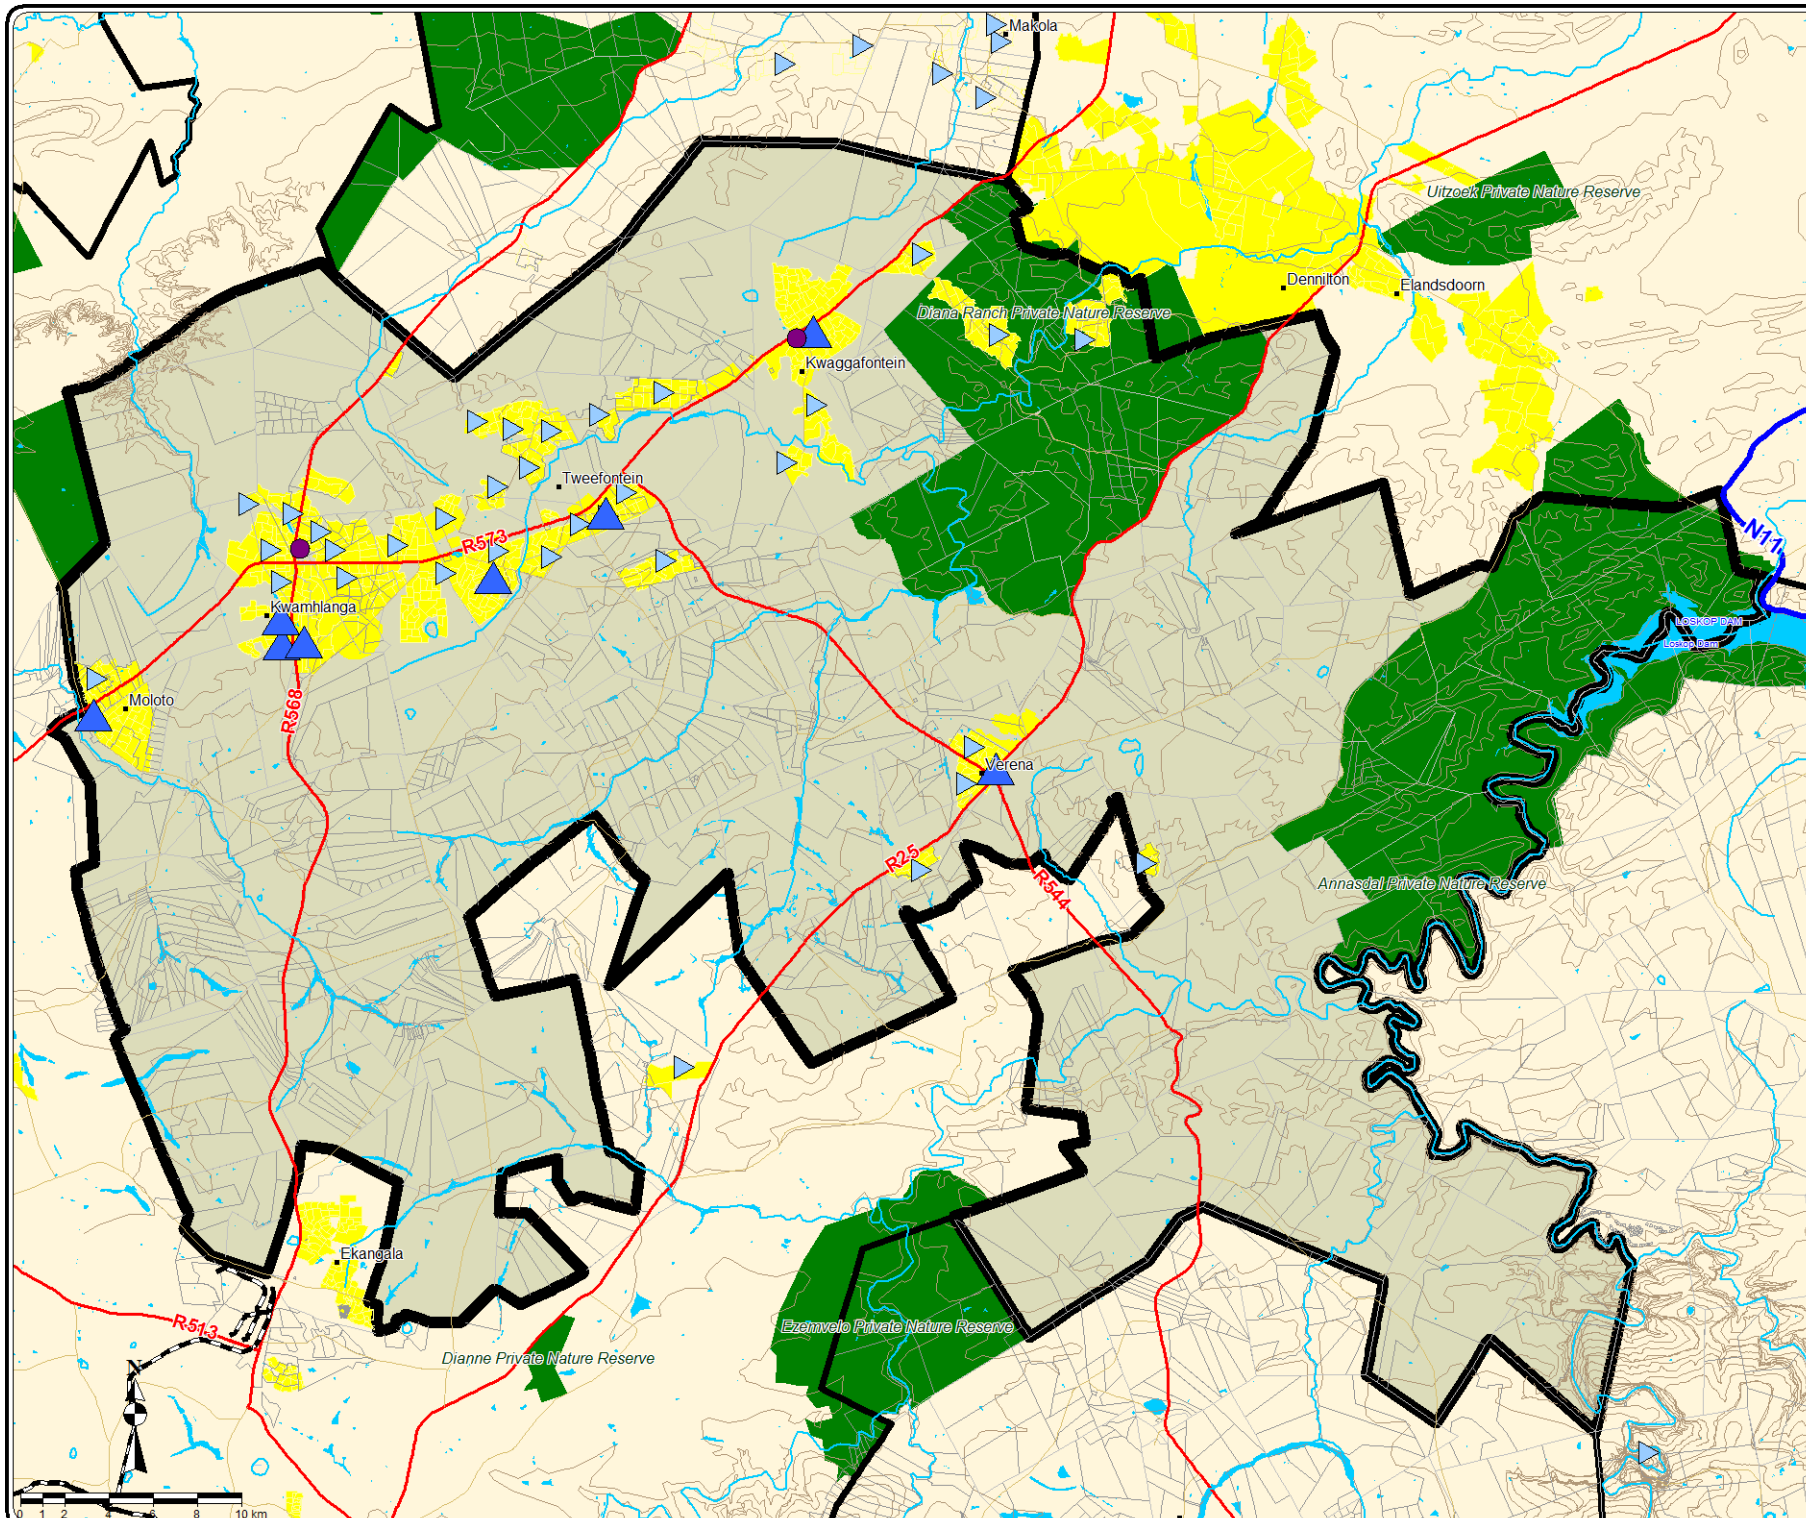 Makola
Uitzoek Private Nature Reserve
Dennilton
Elandsdoorn
Diana Ranch Private Nature Reserve
Kwaggafontein
Tweefontein
N11
R573
Kwamhlanga
LOSKOP DAM
Loskop Dam
Moloto
R568
Verena
R25
R544
Annasdal Private Nature Reserve
Ekangala
R513
Ezemvelo Private Nature Reserve
Dianne Private Nature Reserve
N
0 1 2 4 6 8 10 km